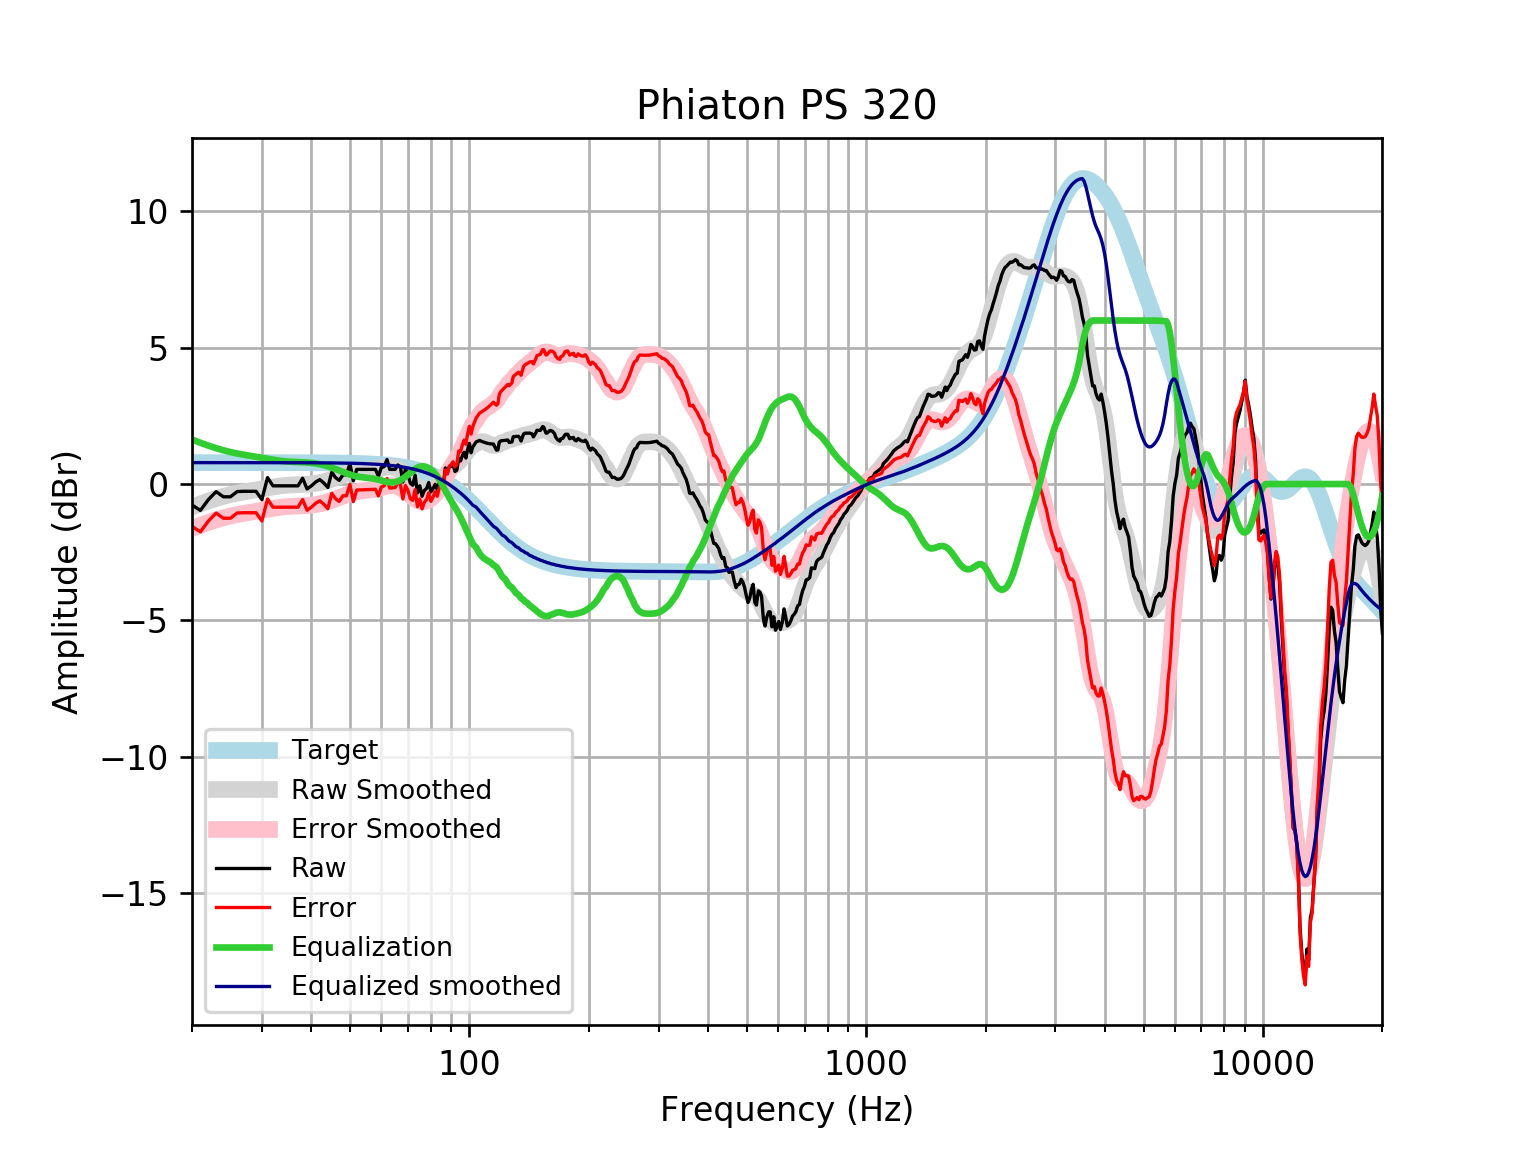 Phiaton PS 320
Amplitude (dBr)
10
5
0
−5
−10
−15
Target
Raw Smoothed
Error Smoothed
Raw
Error
Equalization
Equalized smoothed
100
1000
10000
Frequency (Hz)